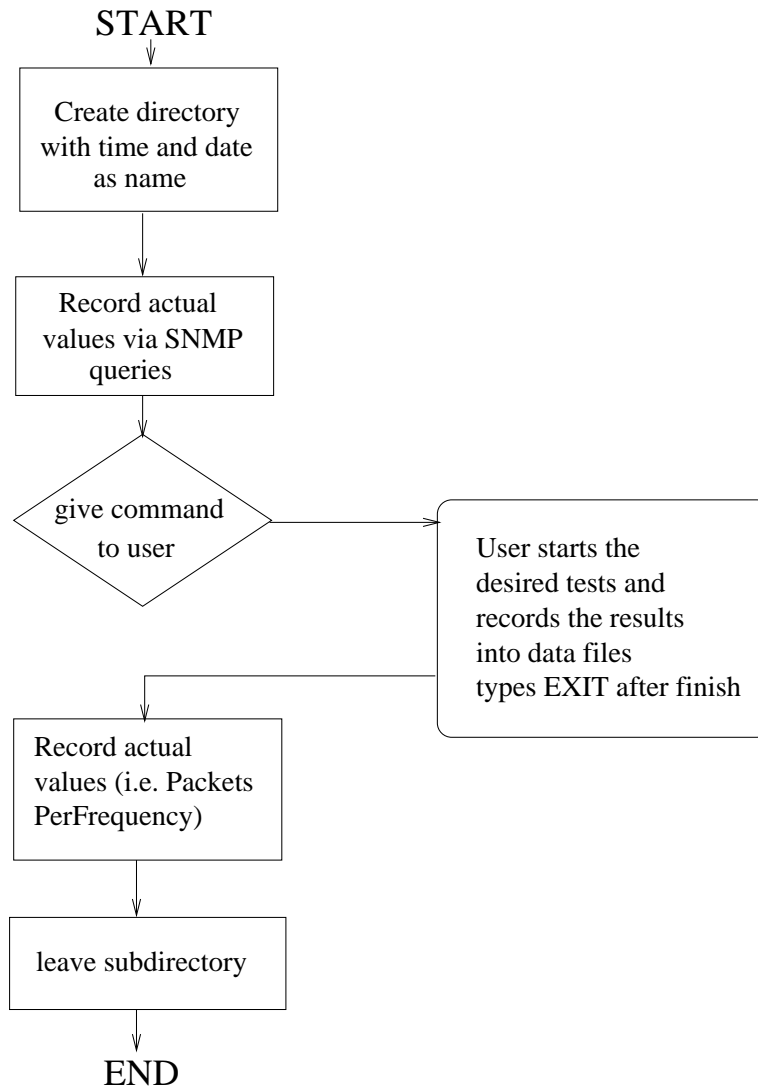 START
Create directory
with time and date
as name
Record actual
values via SNMP
queries
give command
to user
User starts the
desired tests and
records the results
into data files
types EXIT after finish
Record actual
values (i.e. Packets
PerFrequency)
leave subdirectory
END